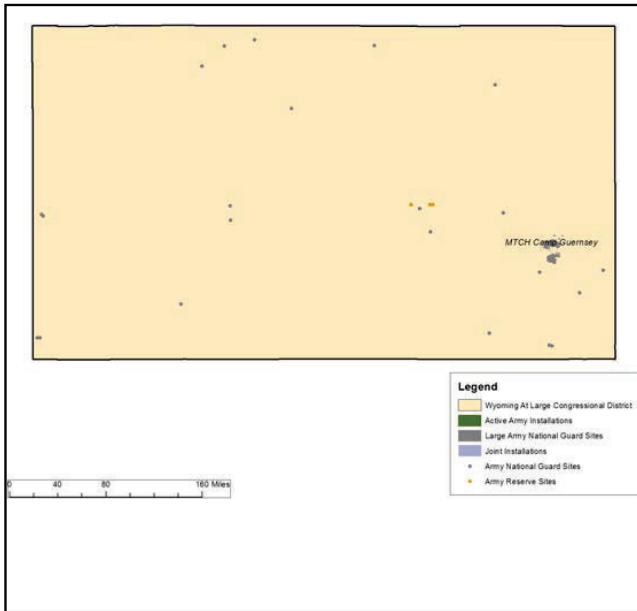 MTCH Camp Guernsey
Legend
Wyoming At Large Congressional District
Active Army Installations
Large Army National Guard Sites
Joint Installations
Army National Guard Sites
Army Reserve Sites
0 40 80 160 Miles